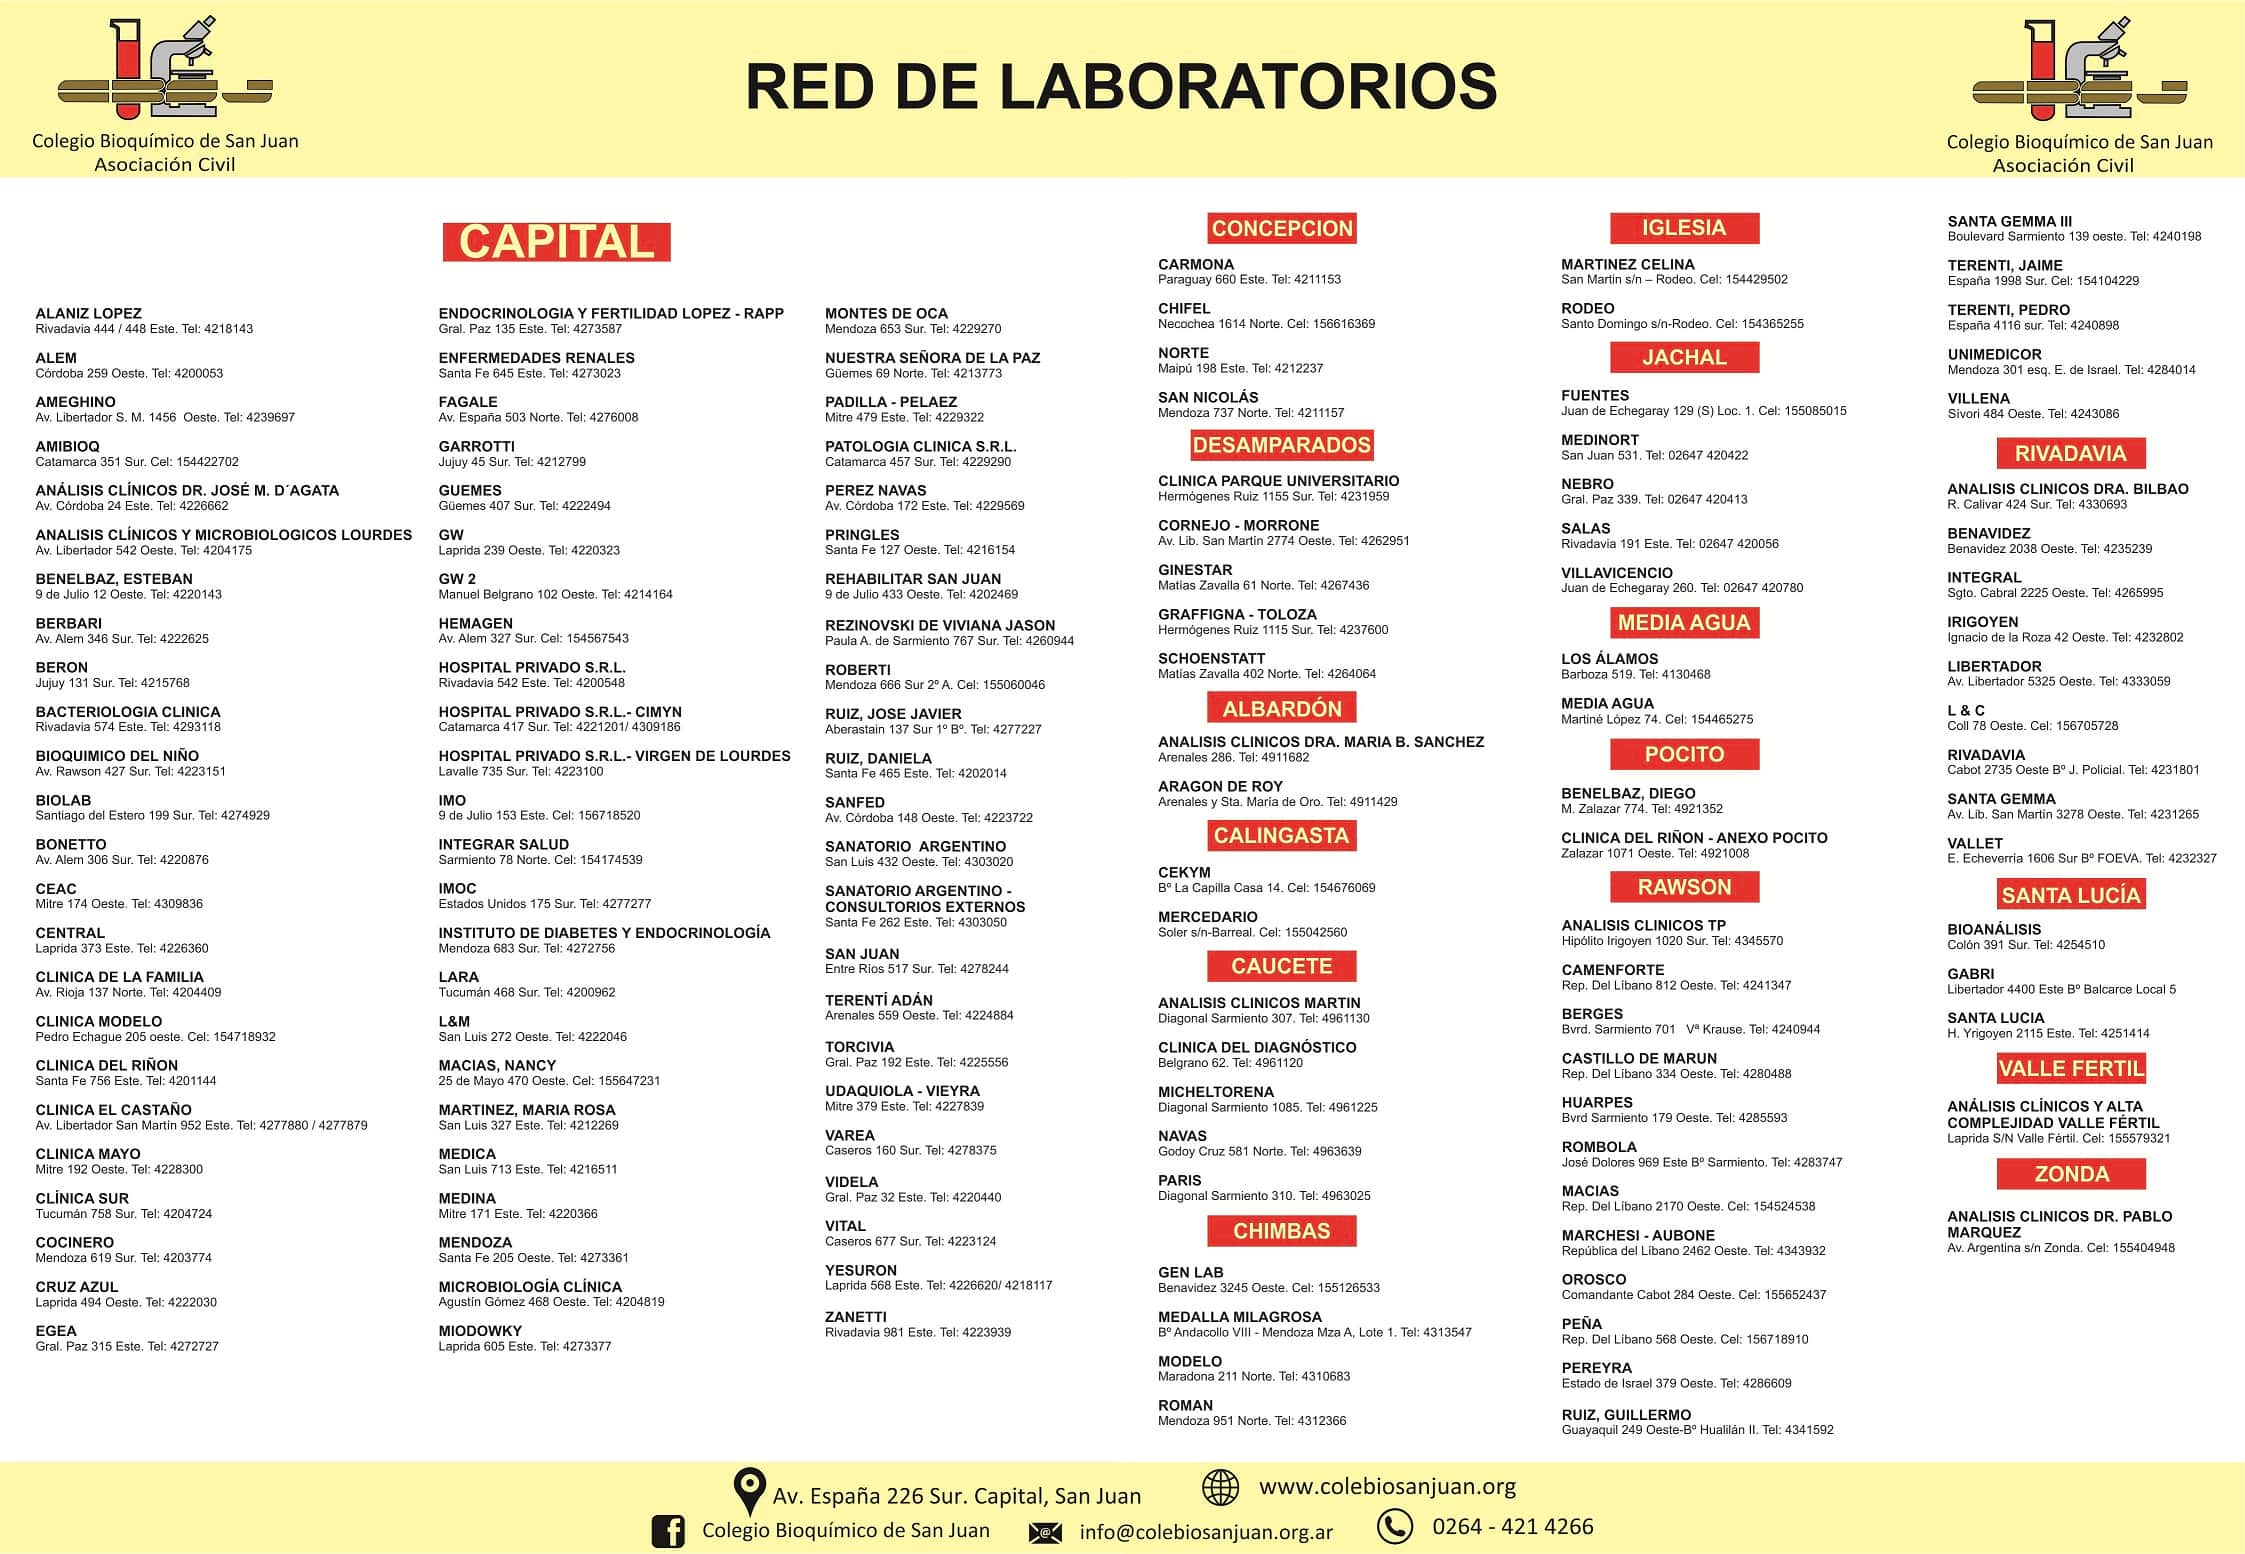 Colegio Bioquímico de San Juan
Asociación Civil
RED DE LABORATORIOS
Colegio Bioquímico de San Juan
Asociación Civil
CAPITAL
ALANIZ LOPEZ
Rivadavia 444 / 448 Este. Tel: 4218143
ALEM
Córdoba 259 Oeste. Tel: 4200053
AMEGHINO
Av. Libertador S. M. 1456 Oeste. Tel: 4239697
AMIBIOQ
Catamarca 351 Sur. Cel: 154422702
ANÁLISIS CLÍNICOS DR. JOSÉ M. D´AGATA
Av. Córdoba 24 Este. Tel: 4226662
ANALISIS CLÍNICOS Y MICROBIOLOGICOS LOURDES
Av. Libertador 542 Oeste. Tel: 4204175
BENELBAZ, ESTEBAN
9 de Julio 12 Oeste. Tel: 4220143
BERBARI
Av. Alem 346 Sur. Tel: 4222625
BERON
Jujuy 131 Sur. Tel: 4215768
BACTERIOLOGIA CLINICA
Rivadavia 574 Este. Tel: 4293118
BIOQUIMICO DEL NIÑO
Av. Rawson 427 Sur. Tel: 4223151
BIOLAB
Santiago del Estero 199 Sur. Tel: 4274929
BONETTO
Av. Alem 306 Sur. Tel: 4220876
CEAC
Mitre 174 Oeste. Tel: 4309836
CENTRAL
Laprida 373 Este. Tel: 4226360
CLINICA DE LA FAMILIA
Av. Rioja 137 Norte. Tel: 4204409
CLINICA MODELO
Pedro Echague 205 oeste. Cel: 154718932
CLINICA DEL RIÑON
Santa Fe 756 Este. Tel: 4201144
CLINICA EL CASTAÑO
Av. Libertador San Martín 952 Este. Tel: 4277880 / 4277879
CLINICA MAYO
Mitre 192 Oeste. Tel: 4228300
CLÍNICA SUR
Tucumán 758 Sur. Tel: 4204724
COCINERO
Mendoza 619 Sur. Tel: 4203774
CRUZ AZUL
Laprida 494 Oeste. Tel: 4222030
EGEA
Gral. Paz 315 Este. Tel: 4272727
ENDOCRINOLOGIA Y FERTILIDAD LOPEZ - RAPP
Gral. Paz 135 Este. Tel: 4273587
ENFERMEDADES RENALES
Santa Fe 645 Este. Tel: 4273023
FAGALE
Av. España 503 Norte. Tel: 4276008
GARROTTI
Jujuy 45 Sur. Tel: 4212799
GUEMES
Güemes 407 Sur. Tel: 4222494
GW
Laprida 239 Oeste. Tel: 4220323
GW 2
Manuel Belgrano 102 Oeste. Tel: 4214164
HEMAGEN
Av. Alem 327 Sur. Cel: 154567543
HOSPITAL PRIVADO S.R.L.
Rivadavia 542 Este. Tel: 4200548
HOSPITAL PRIVADO S.R.L.- CIMYN
Catamarca 417 Sur. Tel: 4221201/ 4309186
HOSPITAL PRIVADO S.R.L.- VIRGEN DE LOURDES
Lavalle 735 Sur. Tel: 4223100
IMO
9 de Julio 153 Este. Cel: 156718520
INTEGRAR SALUD
Sarmiento 78 Norte. Cel: 154174539
IMOC
Estados Unidos 175 Sur. Tel: 4277277
INSTITUTO DE DIABETES Y ENDOCRINOLOGÍA
Mendoza 683 Sur. Tel: 4272756
LARA
Tucumán 468 Sur. Tel: 4200962
L&M
San Luis 272 Oeste. Tel: 4222046
MACIAS, NANCY
25 de Mayo 470 Oeste. Cel: 155647231
MARTINEZ, MARIA ROSA
San Luis 327 Este. Tel: 4212269
MEDICA
San Luis 713 Este. Tel: 4216511
MEDINA
Mitre 171 Este. Tel: 4220366
MENDOZA
Santa Fe 205 Oeste. Tel: 4273361
MICROBIOLOGÍA CLÍNICA
Agustín Gómez 468 Oeste. Tel: 4204819
MIODOWKY
Laprida 605 Este. Tel: 4273377
MONTES DE OCA
Mendoza 653 Sur. Tel: 4229270
NUESTRA SEÑORA DE LA PAZ
Güemes 69 Norte. Tel: 4213773
PADILLA - PELAEZ
Mitre 479 Este. Tel: 4229322
PATOLOGIA CLINICA S.R.L.
Catamarca 457 Sur. Tel: 4229290
PEREZ NAVAS
Av. Córdoba 172 Este. Tel: 4229569
PRINGLES
Santa Fe 127 Oeste. Tel: 4216154
REHABILITAR SAN JUAN
9 de Julio 433 Oeste. Tel: 4202469
REZINOVSKI DE VIVIANA JASON
Paula A. de Sarmiento 767 Sur. Tel: 4260944
ROBERTI
Mendoza 666 Sur 2º A. Cel: 155060046
RUIZ, JOSE JAVIER
Aberastain 137 Sur 1º Bº. Tel: 4277227
RUIZ, DANIELA
Santa Fe 465 Este. Tel: 4202014
SANFED
Av. Córdoba 148 Oeste. Tel: 4223722
SANATORIO ARGENTINO
San Luis 432 Oeste. Tel: 4303020
SANATORIO ARGENTINO -
CONSULTORIOS EXTERNOS
Santa Fe 262 Este. Tel: 4303050
SAN JUAN
Entre Ríos 517 Sur. Tel: 4278244
TERENTÍ ADÁN
Arenales 559 Oeste. Tel: 4224884
TORCIVIA
Gral. Paz 192 Este. Tel: 4225556
UDAQUIOLA - VIEYRA
Mitre 379 Este. Tel: 4227839
VAREA
Caseros 160 Sur. Tel: 4278375
VIDELA
Gral. Paz 32 Este. Tel: 4220440
VITAL
Caseros 677 Sur. Tel: 4223124
YESURON
Laprida 568 Este. Tel: 4226620/ 4218117
ZANETTI
Rivadavia 981 Este. Tel: 4223939
CONCEPCION
CARMONA
Paraguay 660 Este. Tel: 4211153
CHIFEL
Necochea 1614 Norte. Cel: 156616369
NORTE
Maipú 198 Este. Tel: 4212237
SAN NICOLÁS
Mendoza 737 Norte. Tel: 4211157
DESAMPARADOS
CLINICA PARQUE UNIVERSITARIO
Hermógenes Ruiz 1155 Sur. Tel: 4231959
CORNEJO - MORRONE
Av. Lib. San Martín 2774 Oeste. Tel: 4262951
GINESTAR
Matías Zavalla 61 Norte. Tel: 4267436
GRAFFIGNA - TOLOZA
Hermógenes Ruiz 1115 Sur. Tel: 4237600
SCHOENSTATT
Matías Zavalla 402 Norte. Tel: 4264064
ALBARDÓN
ANALISIS CLINICOS DRA. MARIA B. SANCHEZ
Arenales 286. Tel: 4911682
ARAGON DE ROY
Arenales y Sta. María de Oro. Tel: 4911429
CALINGASTA
CEKYM
Bº La Capilla Casa 14. Cel: 154676069
MERCEDARIO
Soler s/n-Barreal. Cel: 155042560
CAUCETE
ANALISIS CLINICOS MARTIN
Diagonal Sarmiento 307. Tel: 4961130
CLINICA DEL DIAGNÓSTICO
Belgrano 62. Tel: 4961120
MICHELTORENA
Diagonal Sarmiento 1085. Tel: 4961225
NAVAS
Godoy Cruz 581 Norte. Tel: 4963639
PARIS
Diagonal Sarmiento 310. Tel: 4963025
CHIMBAS
GEN LAB
Benavidez 3245 Oeste. Cel: 155126533
MEDALLA MILAGROSA
Bº Andacollo VIII - Mendoza Mza A, Lote 1. Tel: 4313547
MODELO
Maradona 211 Norte. Tel: 4310683
ROMAN
Mendoza 951 Norte. Tel: 4312366
IGLESIA
MARTINEZ CELINA
San Martin s/n – Rodeo. Cel: 154429502
RODEO
Santo Domingo s/n-Rodeo. Cel: 154365255
JACHAL
FUENTES
Juan de Echegaray 129 (S) Loc. 1. Cel: 155085015
MEDINORT
San Juan 531. Tel: 02647 420422
NEBRO
Gral. Paz 339. Tel: 02647 420413
SALAS
Rivadavia 191 Este. Tel: 02647 420056
VILLAVICENCIO
Juan de Echegaray 260. Tel: 02647 420780
MEDIA AGUA
LOS ÁLAMOS
Barboza 519. Tel: 4130468
MEDIA AGUA
Martiné López 74. Cel: 154465275
POCITO
BENELBAZ, DIEGO
M. Zalazar 774. Tel: 4921352
CLINICA DEL RIÑON - ANEXO POCITO
Zalazar 1071 Oeste. Tel: 4921008
RAWSON
ANALISIS CLINICOS TP
Hipólito Irigoyen 1020 Sur. Tel: 4345570
CAMENFORTE
Rep. Del Líbano 812 Oeste. Tel: 4241347
BERGES
Bvrd. Sarmiento 701 Vª Krause. Tel: 4240944
CASTILLO DE MARUN
Rep. Del Líbano 334 Oeste. Tel: 4280488
HUARPES
Bvrd Sarmiento 179 Oeste. Tel: 4285593
ROMBOLA
José Dolores 969 Este Bº Sarmiento. Tel: 4283747
MACIAS
Rep. Del Líbano 2170 Oeste. Cel: 154524538
MARCHESI - AUBONE
República del Líbano 2462 Oeste. Tel: 4343932
OROSCO
Comandante Cabot 284 Oeste. Cel: 155652437
PEÑA
Rep. Del Líbano 568 Oeste. Cel: 156718910
PEREYRA
Estado de Israel 379 Oeste. Tel: 4286609
RUIZ, GUILLERMO
Guayaquil 249 Oeste-Bº Hualilán II. Tel: 4341592
SANTA GEMMA III
Boulevard Sarmiento 139 oeste. Tel: 4240198
TERENTI, JAIME
España 1998 Sur. Cel: 154104229
TERENTI, PEDRO
España 4116 sur. Tel: 4240898
UNIMEDICOR
Mendoza 301 esq. E. de Israel. Tel: 4284014
VILLENA
Sivori 484 Oeste. Tel: 4243086
RIVADAVIA
ANALISIS CLINICOS DRA. BILBAO
R. Calivar 424 Sur. Tel: 4330693
BENAVIDEZ
Benavidez 2038 Oeste. Tel: 4235239
INTEGRAL
Sgto. Cabral 2225 Oeste. Tel: 4265995
IRIGOYEN
Ignacio de la Roza 42 Oeste. Tel: 4232802
LIBERTADOR
Av. Libertador 5325 Oeste. Tel: 4333059
L & C
Coll 78 Oeste. Cel: 156705728
RIVADAVIA
Cabot 2735 Oeste Bº J. Policial. Tel: 4231801
SANTA GEMMA
Av. Lib. San Martín 3278 Oeste. Tel: 4231265
VALLET
E. Echeverría 1606 Sur Bº FOEVA. Tel: 4232327
SANTA LUCÍA
BIOANÁLISIS
Colón 391 Sur. Tel: 4254510
GABRI
Libertador 4400 Este Bº Balcarce Local 5
SANTA LUCIA
H. Yrigoyen 2115 Este. Tel: 4251414
VALLE FERTIL
ANÁLISIS CLÍNICOS Y ALTA
COMPLEJIDAD VALLE FÉRTIL
Laprida S/N Valle Fértil. Cel: 155579321
ZONDA
ANALISIS CLINICOS DR. PABLO
MARQUEZ
Av. Argentina s/n Zonda. Cel: 155404948
Av. España 226 Sur. Capital, San Juan
www.colebiosanjuan.org
Colegio Bioquímico de San Juan
info@colebiosanjuan.org.ar
0264 - 421 4266